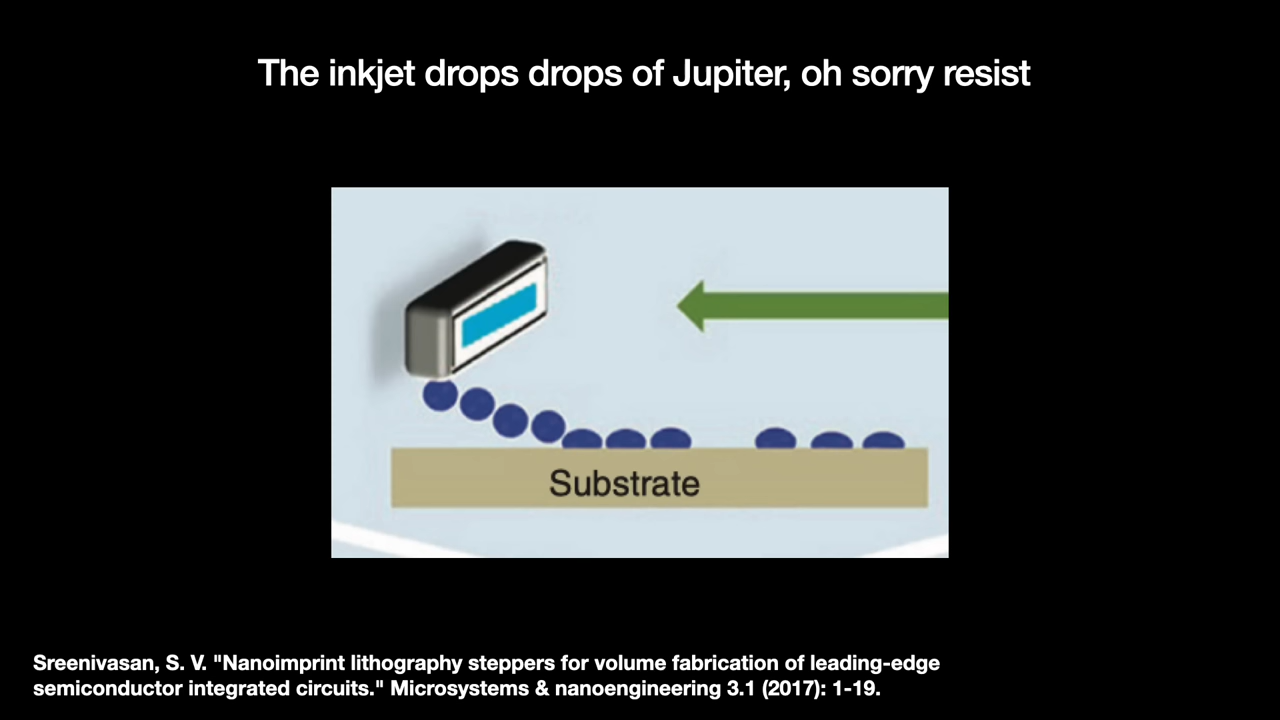 The inkjet drops drops of Jupiter, oh sorry resist
Substrate
Sreenivasan, S. V. "Nanoimprint lithography steppers for volume fabrication of leading-edge
semiconductor integrated circuits." Microsystems & nanoengineering 3.1 (2017): 1-19.